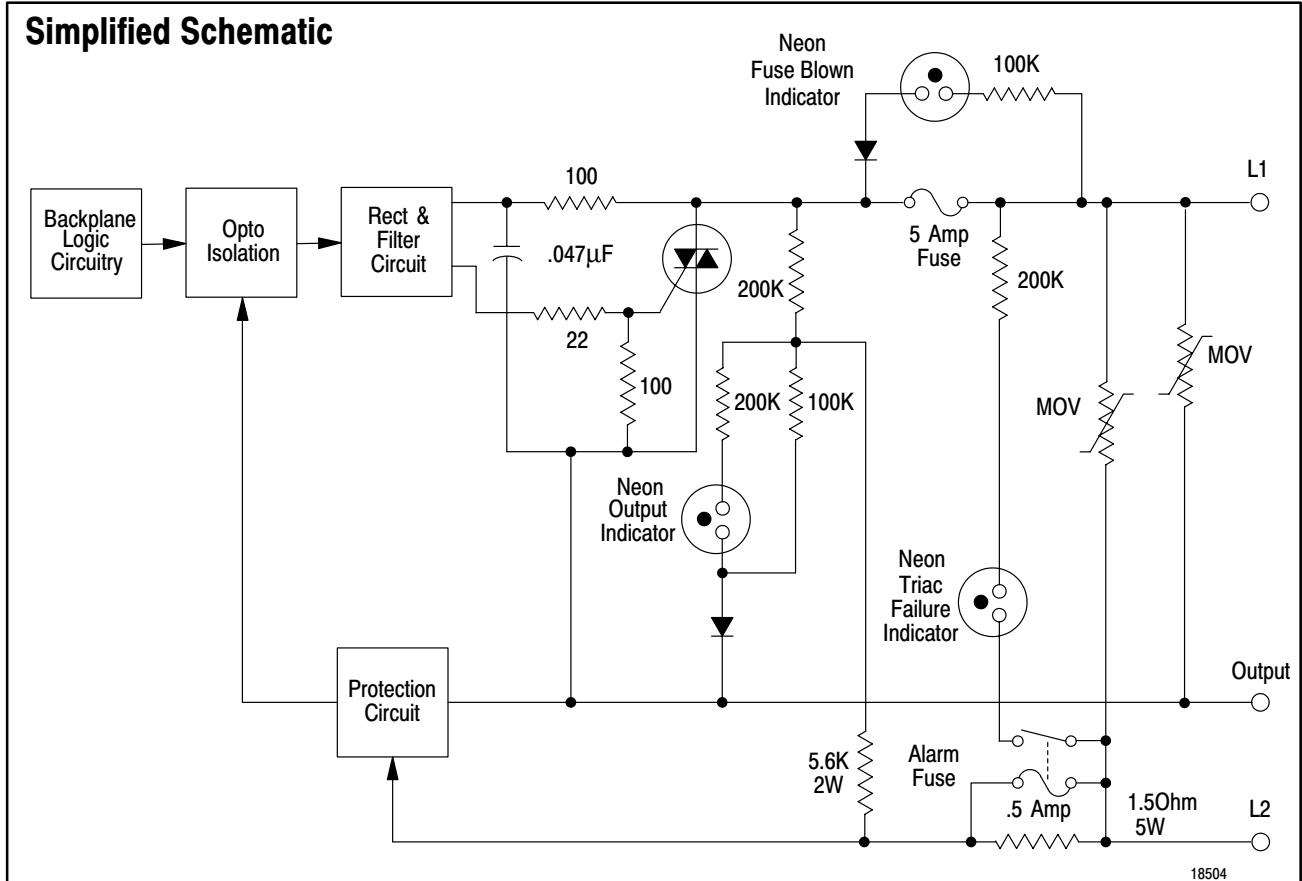 Simplified Schematic
Neon
Fuse Blown
Indicator
100K
L1
Backplane
Logic
Circuitry
Opto
Isolation
Rect &
Filter
Circuit
100
.047µF
5 Amp
Fuse
200K
200K
22
100
200K
100K
MOV
MOV
Neon
Output
Indicator
Neon
Triac
Failure
Indicator
Output
Protection
Circuit
5.6K
2W
Alarm
Fuse
.5 Amp
1.5Ohm
5W
L2
18504